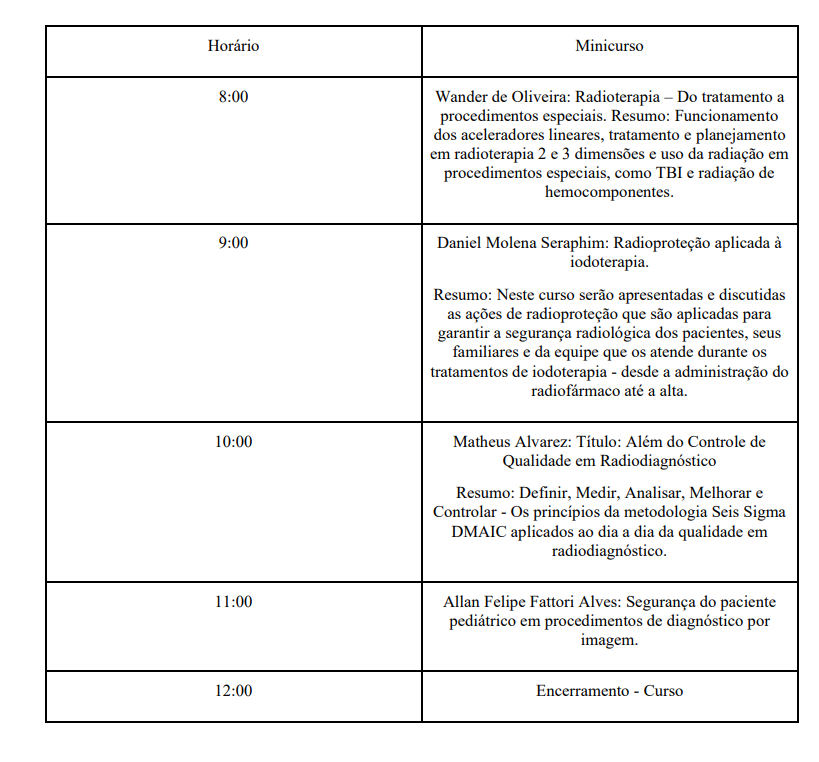 Horário
Minicurso
8:00
Wander de Oliveira: Radioterapia – Do tratamento a
procedimentos especiais. Resumo: Funcionamento
dos aceleradores lineares, tratamento e planejamento
em radioterapia 2 e 3 dimensões e uso da radiação em
procedimentos especiais, como TBI e radiação de
hemocomponentes.
9:00
Daniel Molena Seraphim: Radioproteção aplicada à
iodoterapia.
Resumo: Neste curso serão apresentadas e discutidas
as ações de radioproteção que são aplicadas para
garantir a segurança radiológica dos pacientes, seus
familiares e da equipe que os atende durante os
tratamentos de iodoterapia - desde a administração do
radiofármaco até a alta.
10:00
Matheus Alvarez: Título: Além do Controle de
Qualidade em Radiodiagnóstico
Resumo: Definir, Medir, Analisar, Melhorar e
Controlar - Os princípios da metodologia Seis Sigma
DMAIC aplicados ao dia a dia da qualidade em
radiodiagnóstico.
11:00
Allan Felipe Fattori Alves: Segurança do paciente
pediátrico em procedimentos de diagnóstico por
imagem.
12:00
Encerramento - Curso